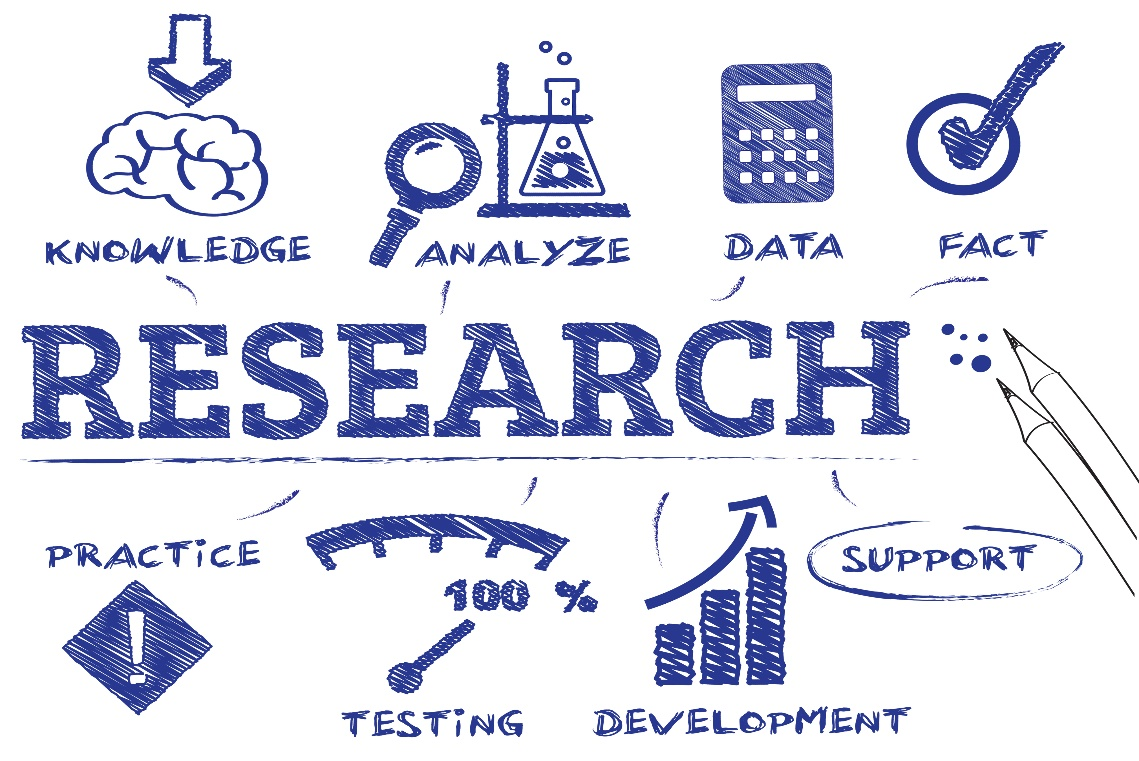 KNOWLEDGE
ANALYZE
DATA
FACT
RESEARCH
PRACTiCE
100 %
SUPPORT
!
TESTiNG
DEVELOPMENT